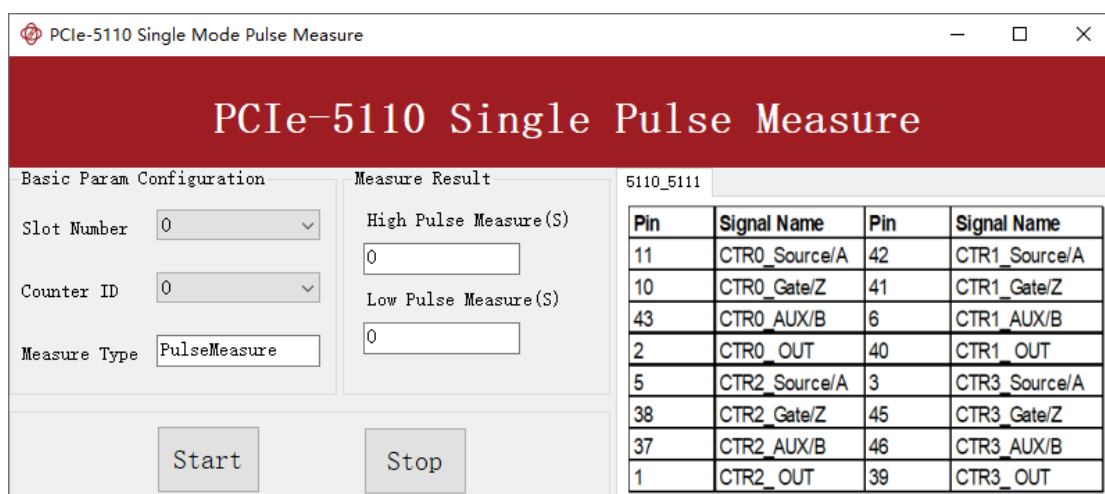 PCIe-5110 Single Mode Pulse Measure
PCIe-5110 Single Pulse Measure
Basic Param Configuration
Slot Number 0
Counter ID 0
Measure Type PulseMeasure
Measure Result
High Pulse Measure(S)
0
Low Pulse Measure(S)
0
Start Stop
5110_5111
Pin Signal Name Pin Signal Name
11 CTR0_Source/A 42 CTR1_Source/A
10 CTR0_Gate/Z 41 CTR1_Gate/Z
43 CTR0_AUX/B 6 CTR1_AUX/B
2 CTR0_OUT 40 CTR1_OUT
5 CTR2_Source/A 3 CTR3_Source/A
38 CTR2_Gate/Z 45 CTR3_Gate/Z
37 CTR2_AUX/B 46 CTR3_AUX/B
1 CTR2_OUT 39 CTR3_OUT